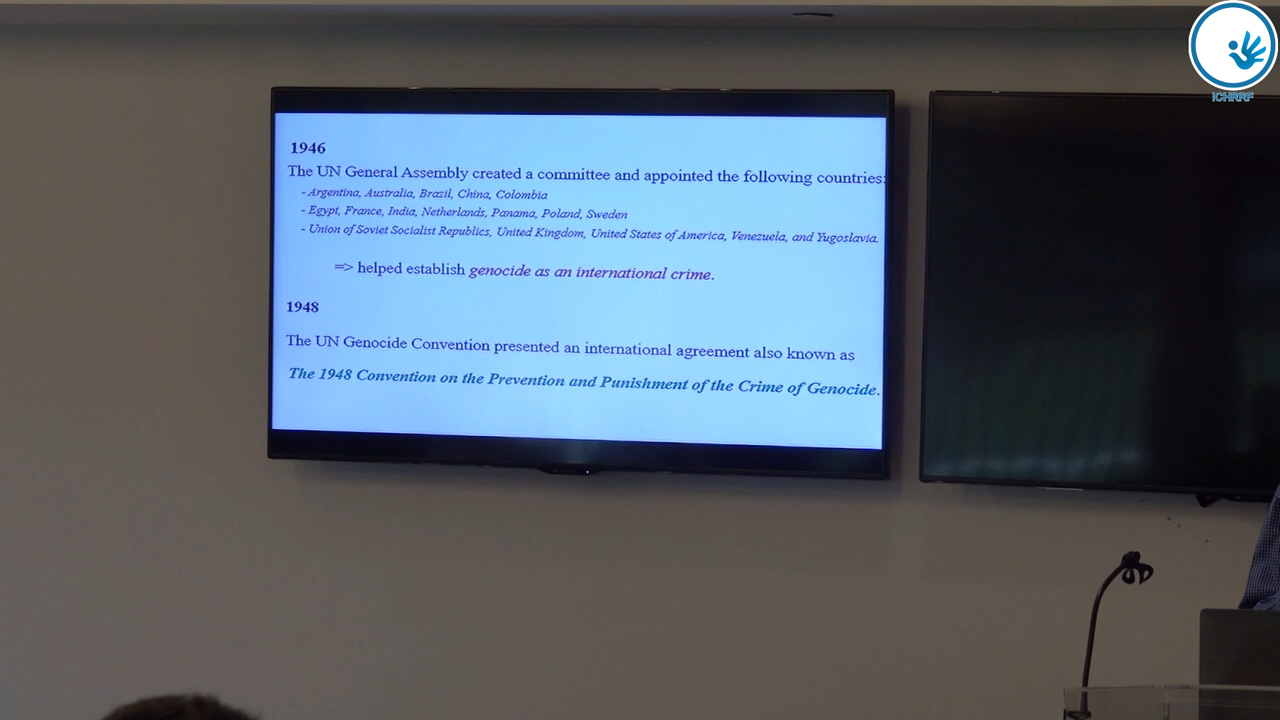 ICHRRF
1946
The UN General Assembly created a committee and appointed the following countries:
- Argentina, Australia, Brazil, China, Colombia
- Egypt, France, India, Netherlands, Panama, Poland, Sweden
- Union of Soviet Socialist Republics, United Kingdom, United States of America, Venezuela, and Yugoslavia.
=> helped establish genocide as an international crime.
1948
The UN Genocide Convention presented an international agreement also known as
The 1948 Convention on the Prevention and Punishment of the Crime of Genocide.